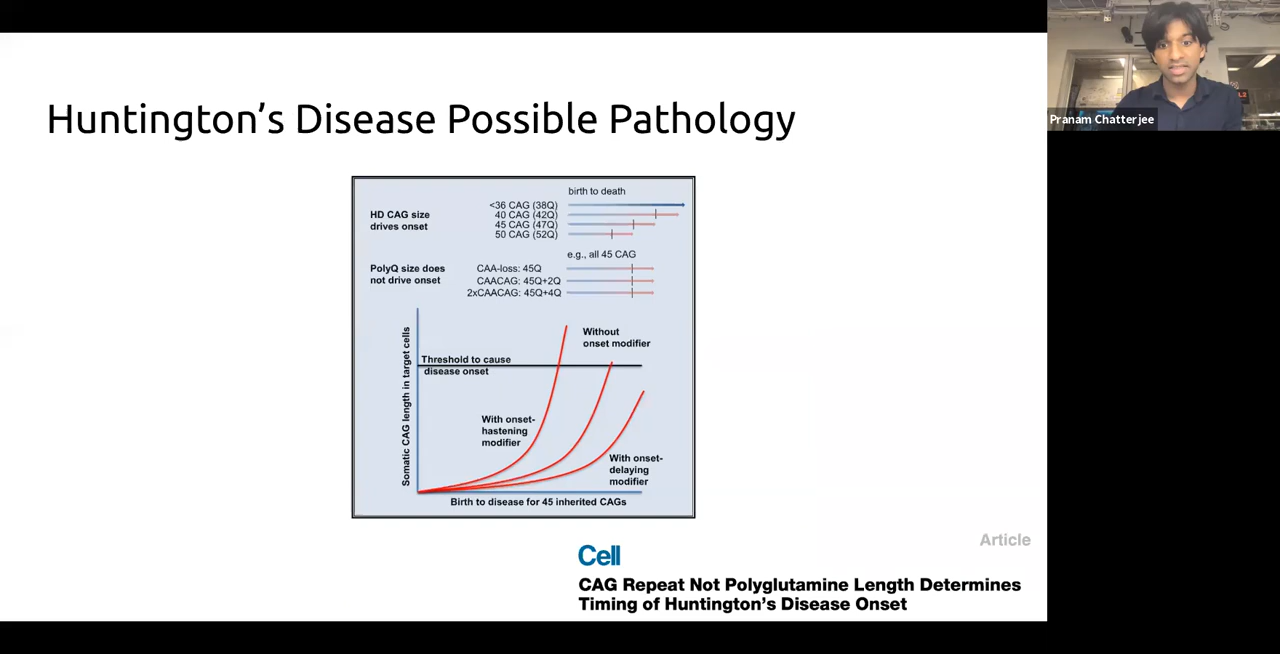 Pranam Chatterjee
Huntington's Disease Possible Pathology
birth to death
HD CAG size
drives onset
<36 CAG (38Q)
40 CAG (42Q)
45 CAG (47Q)
50 CAG (52Q)
e.g., all 45 CAG
PolyQ size does
not drive onset
CAA-loss: 45Q
CAACAG: 45Q+2Q
2xCAACAG: 45Q+4Q
Somatic CAG length in target cells
Without
onset modifier
Threshold to cause
disease onset
With onset-
hastening
modifier
With onset-
delaying
modifier
Birth to disease for 45 inherited CAGs
Article
Cell
CAG Repeat Not Polyglutamine Length Determines
Timing of Huntington's Disease Onset